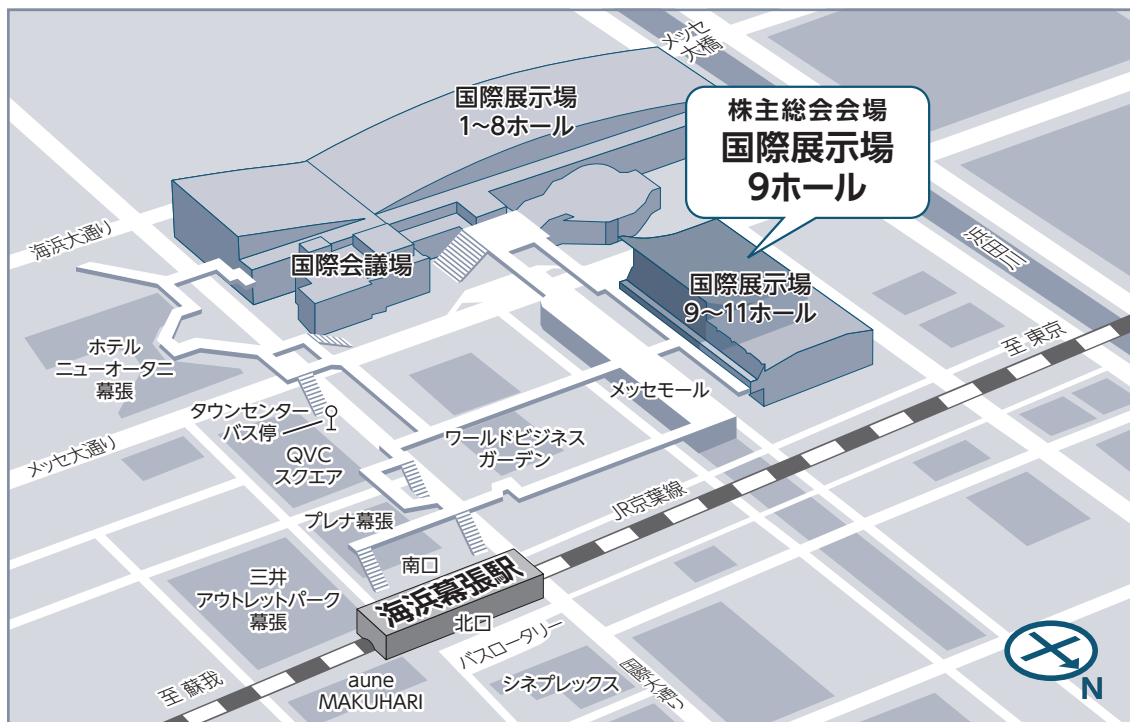 メッセ
大橋
国際展示場
1~8ホール
株主総会会場
国際展示場
9ホール
海浜大通り
国際会議場
浜田川
国際展示場
9~11ホール
至 東京
ホテル
ニューオータニ
幕張
メッセモール
タウンセンター
バス停
メッセ大通り
QVC
スクエア
ワールドビジネス
ガーデン
JR京葉線
プレナ幕張
南口
三井
アウトレットパーク
幕張
海浜幕張駅
北口
バスロータリー
国際大通り
至 蘇我
aune
MAKUHARI
シネプレックス
N